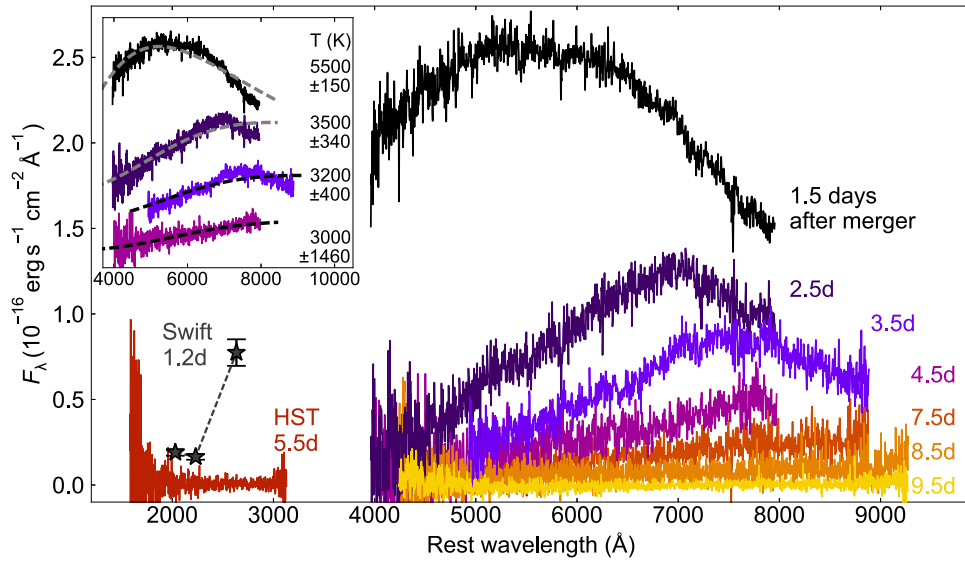 T (K)
5500
±150
3500
±340
3200
±400
3000
±1460
4000 6000 8000 10000
2.5
2.0
1.5
1.0
0.5
0.0
F_λ (10⁻¹⁶ erg s⁻¹ cm⁻² Å⁻¹)
1.5 days
after merger
2.5d
3.5d
4.5d
7.5d
8.5d
9.5d
Swift
1.2d
HST
5.5d
2000 3000 4000 5000 6000 7000 8000 9000
Rest wavelength (Å)